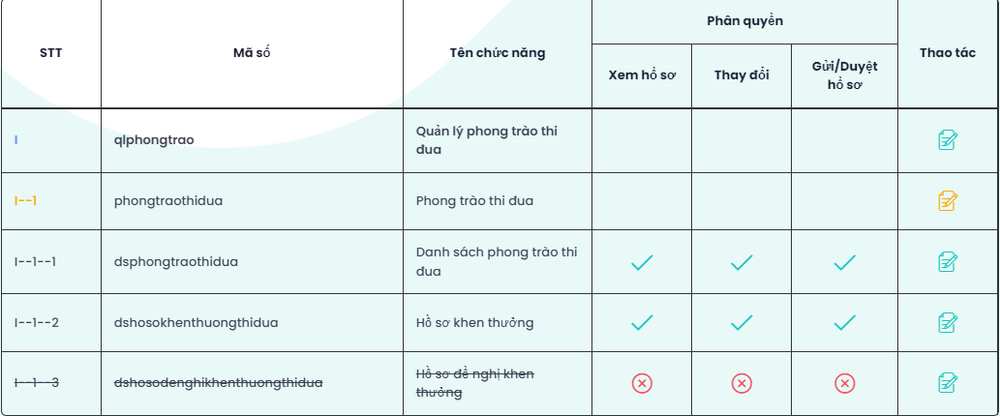 STT
Mã số
Tên chức năng
Phân quyền
Thao tác
Xem hồ sơ
Thay đổi
Gửi/Duyệt
hồ sơ
I
qlphongtrao
Quản lý phong trào thi
đua
I--1
phongtraothidua
Phong trào thi đua
I--1--1
dsphongtraothidua
Danh sách phong trào thi
đua
I--1--2
dshosokhenthuongthidua
Hồ sơ khen thưởng
I--1--3
dshosodenghikhenthuongthidua
Hồ sơ đề nghị khen
thưởng